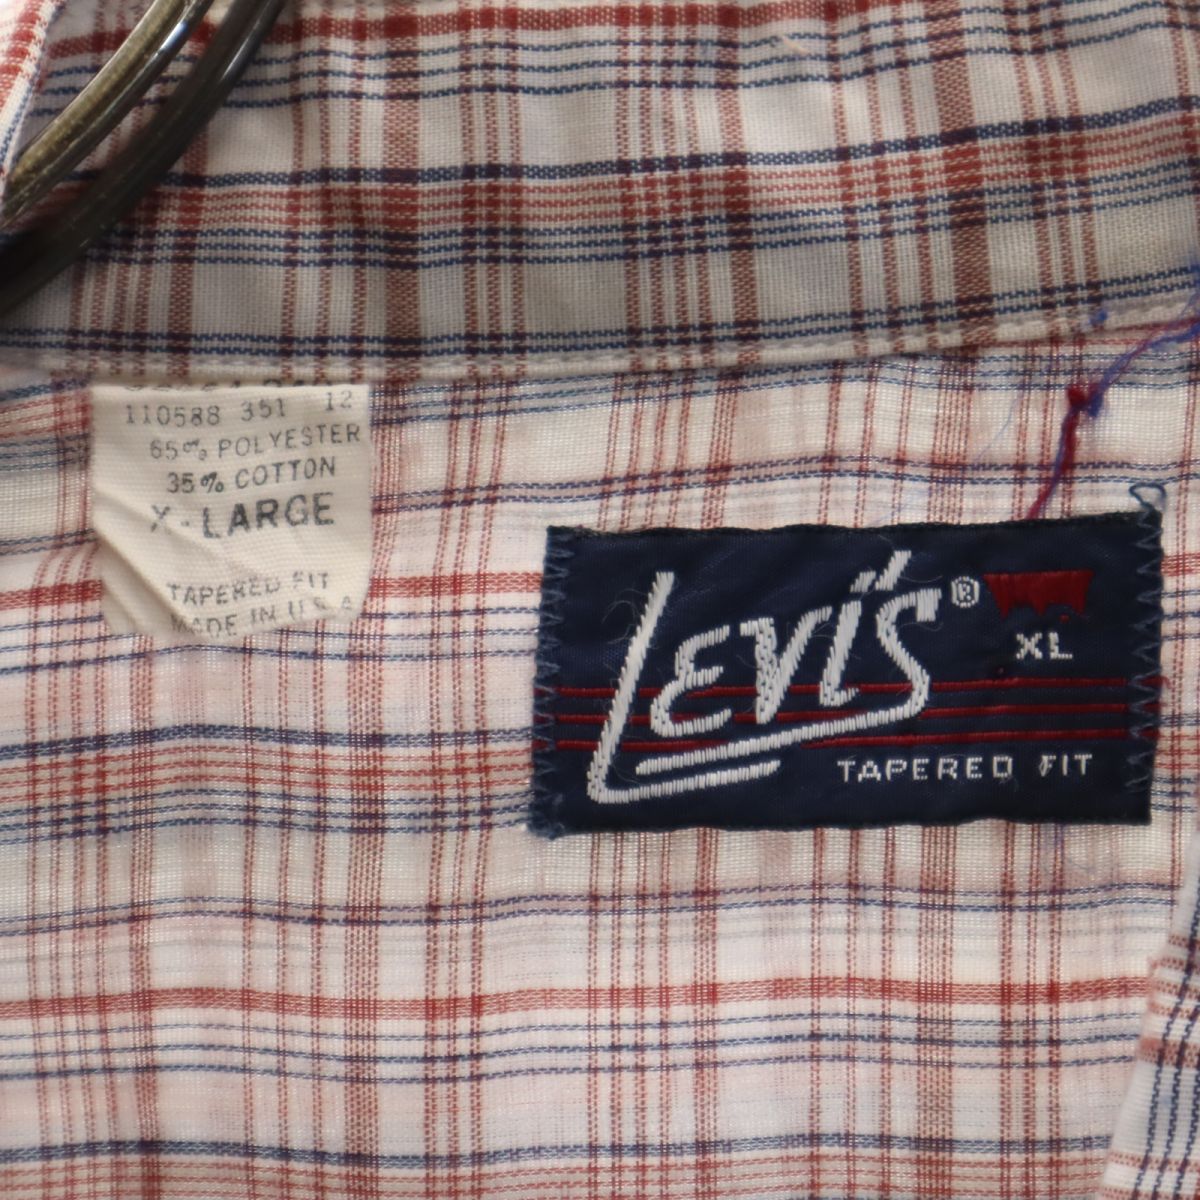 110588 351 12
65% POLYESTER
35% COTTON
X-LARGE
TAPERED FIT
MADE IN U S A
LEVI'S®
XL
TAPERED FIT